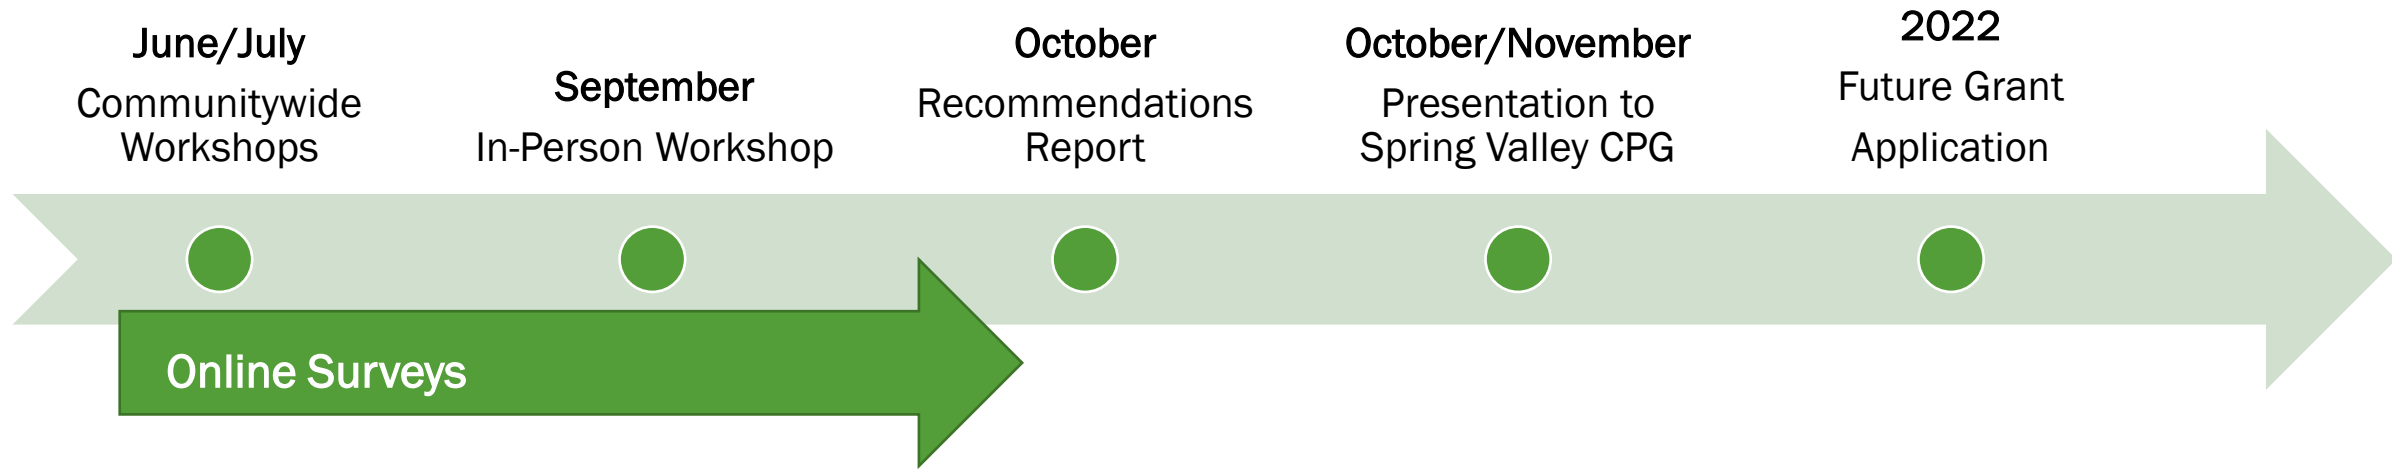 June/July
Communitywide
Workshops
September
In-Person Workshop
October
Recommendations
Report
October/November
Presentation to
Spring Valley CPG
2022
Future Grant
Application
Online Surveys